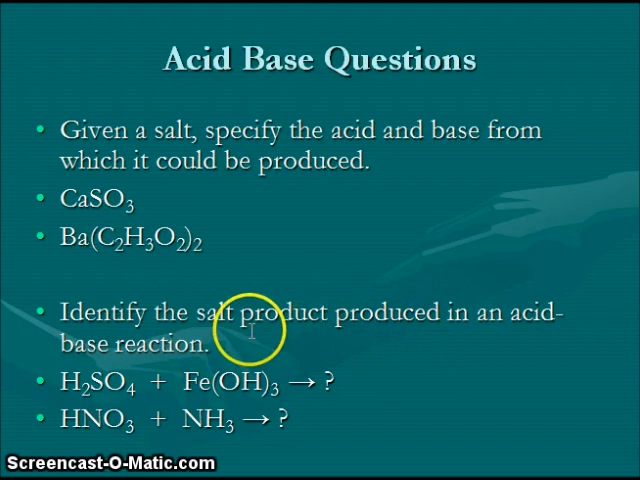 Acid Base Questions
• Given a salt, specify the acid and base from
which it could be produced.
• CaSO₃
• Ba(C₂H₃O₂)₂
• Identify the salt product produced in an acid-
base reaction.
• H₂SO₄ + Fe(OH)₃ → ?
• HNO₃ + NH₃ → ?
Screencast-O-Matic.com